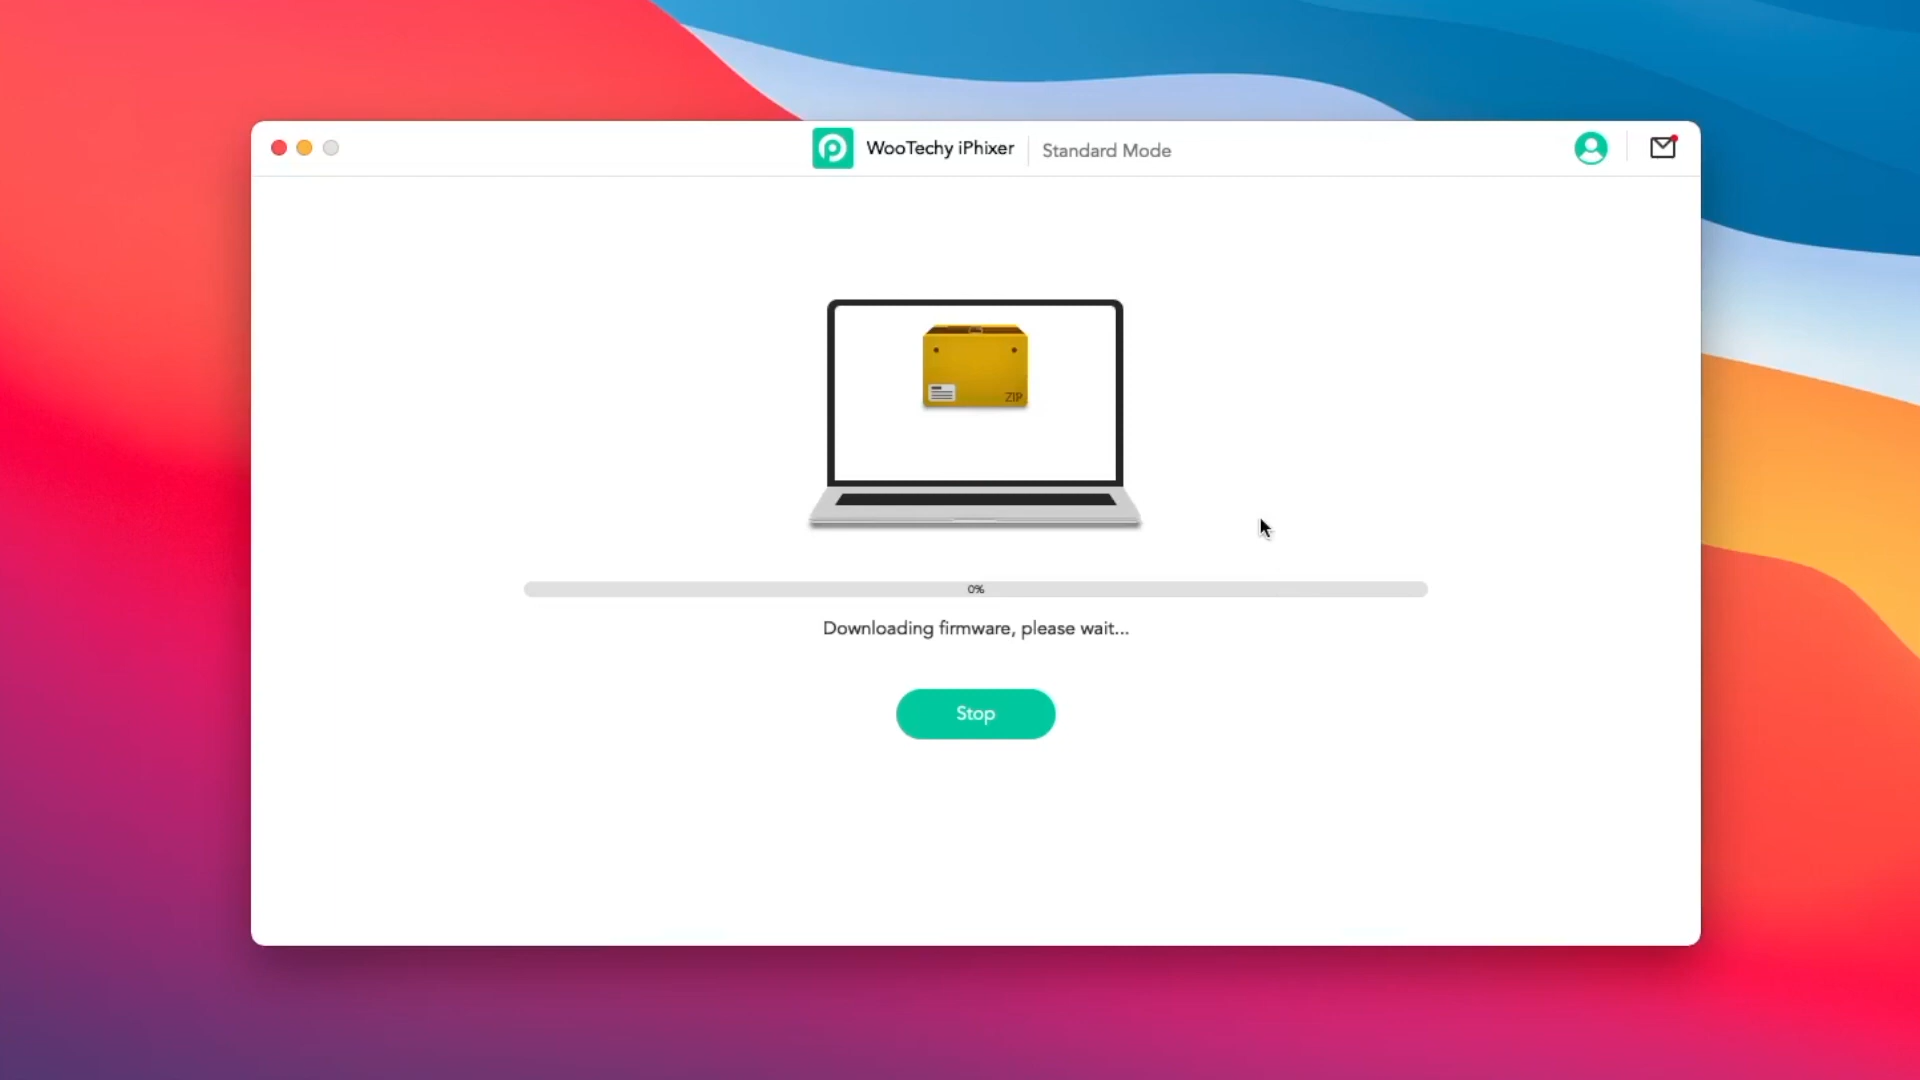 WooTechy iPhixer
Standard Mode
ZIP
0%
Downloading firmware, please wait...
Stop